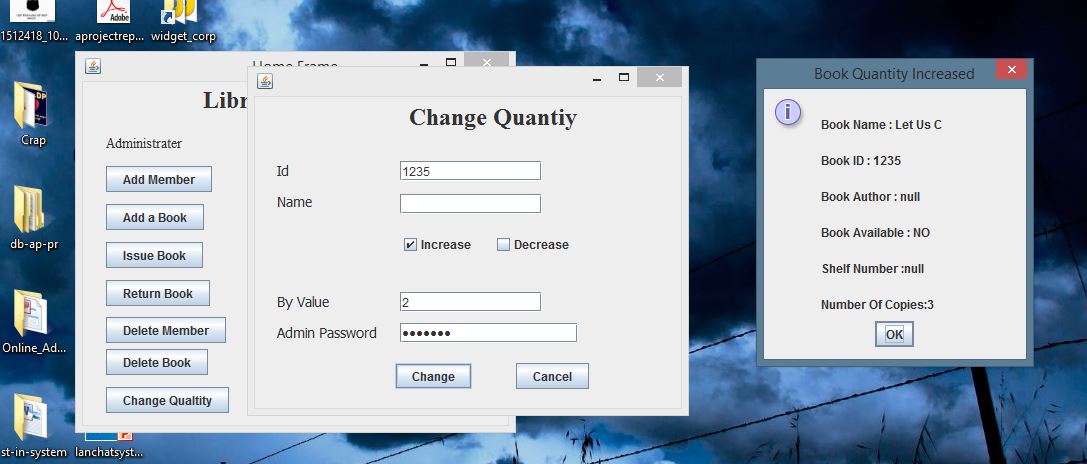 1512418_10...
aprojectrep...
widget_corp
Adobe
Crap
db-ap-pr
Online_Ad...
st-in-system
lanchatsyst...
Home Frame
Libr
Administrater
Add Member
Add a Book
Issue Book
Return Book
Delete Member
Delete Book
Change Qualtity
Change Quantiy
Id
1235
Name
Increase
Decrease
By Value
2
Admin Password
•••••••
Change
Cancel
Book Quantity Increased
Book Name : Let Us C
Book ID : 1235
Book Author : null
Book Available : NO
Shelf Number :null
Number Of Copies:3
OK